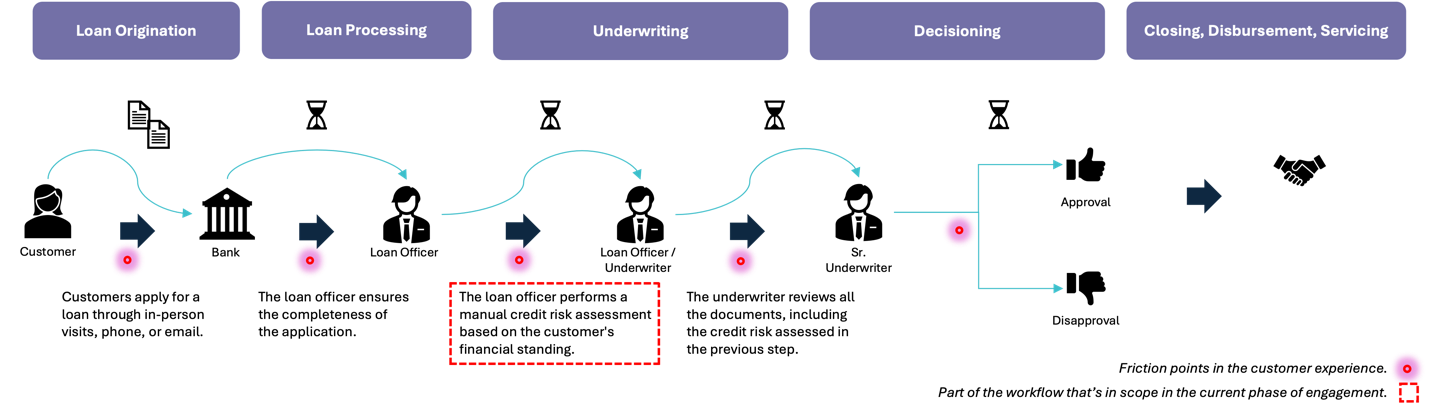 Loan Origination
Loan Processing
Underwriting
Decisioning
Closing, Disbursement, Servicing
Customer
Bank
Loan Officer
Loan Officer /
Underwriter
Sr.
Underwriter
Approval
Disapproval
Customers apply for a
loan through in-person
visits, phone, or email.
The loan officer ensures
the completeness of
the application.
The loan officer performs a
manual credit risk assessment
based on the customer's
financial standing.
The underwriter reviews all
the documents, including
the credit risk assessed in
the previous step.
Friction points in the customer experience.
Part of the workflow that's in scope in the current phase of engagement.